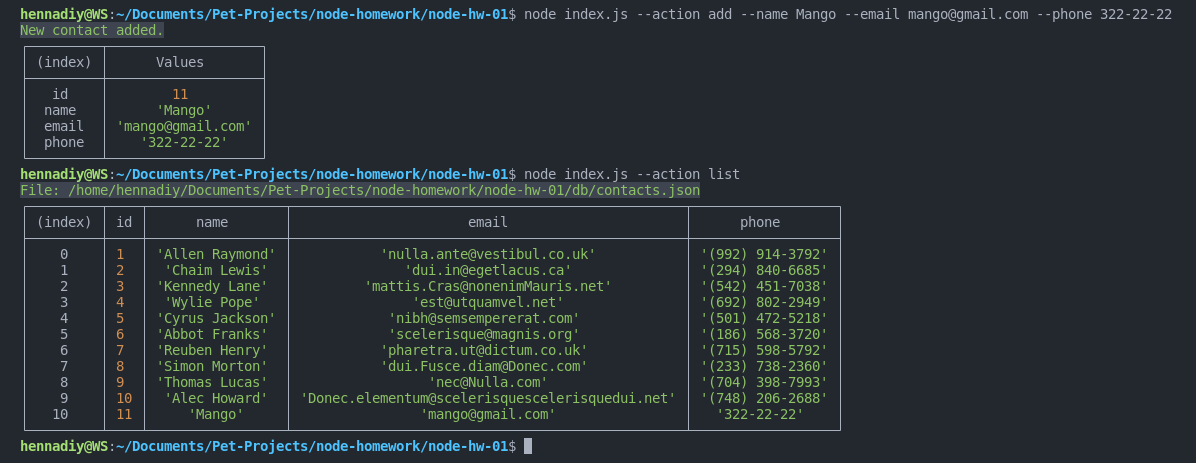 hennadiy@WS:~/Documents/Pet-Projects/node-homework/node-hw-01$ node index.js --action add --name Mango --email mango@gmail.com --phone 322-22-22
New contact added.
(index) Values
id 11
name 'Mango'
email 'mango@gmail.com'
phone '322-22-22'
hennadiy@WS:~/Documents/Pet-Projects/node-homework/node-hw-01$ node index.js --action list
File: /home/hennadiy/Documents/Pet-Projects/node-homework/node-hw-01/db/contacts.json
(index) id name email phone
0 1 'Allen Raymond' 'nulla.ante@vestibul.co.uk' '(992) 914-3792'
1 2 'Chaim Lewis' 'dui.in@egetlacus.ca' '(294) 840-6685'
2 3 'Kennedy Lane' 'mattis.Cras@nonenimMauris.net' '(542) 451-7038'
3 4 'Wylie Pope' 'est@utquamvel.net' '(692) 802-2949'
4 5 'Cyrus Jackson' 'nibh@semsempererat.com' '(501) 472-5218'
5 6 'Abbot Franks' 'scelerisque@magnis.org' '(186) 568-3720'
6 7 'Reuben Henry' 'pharetra.ut@dictum.co.uk' '(715) 598-5792'
7 8 'Simon Morton' 'dui.Fusce.diam@Donec.com' '(233) 738-2360'
8 9 'Thomas Lucas' 'nec@Nulla.com' '(704) 398-7993'
9 10 'Alec Howard' 'Donec.elementum@scelerisquescelerisquedui.net' '(748) 206-2688'
10 11 'Mango' 'mango@gmail.com' '322-22-22'
hennadiy@WS:~/Documents/Pet-Projects/node-homework/node-hw-01$